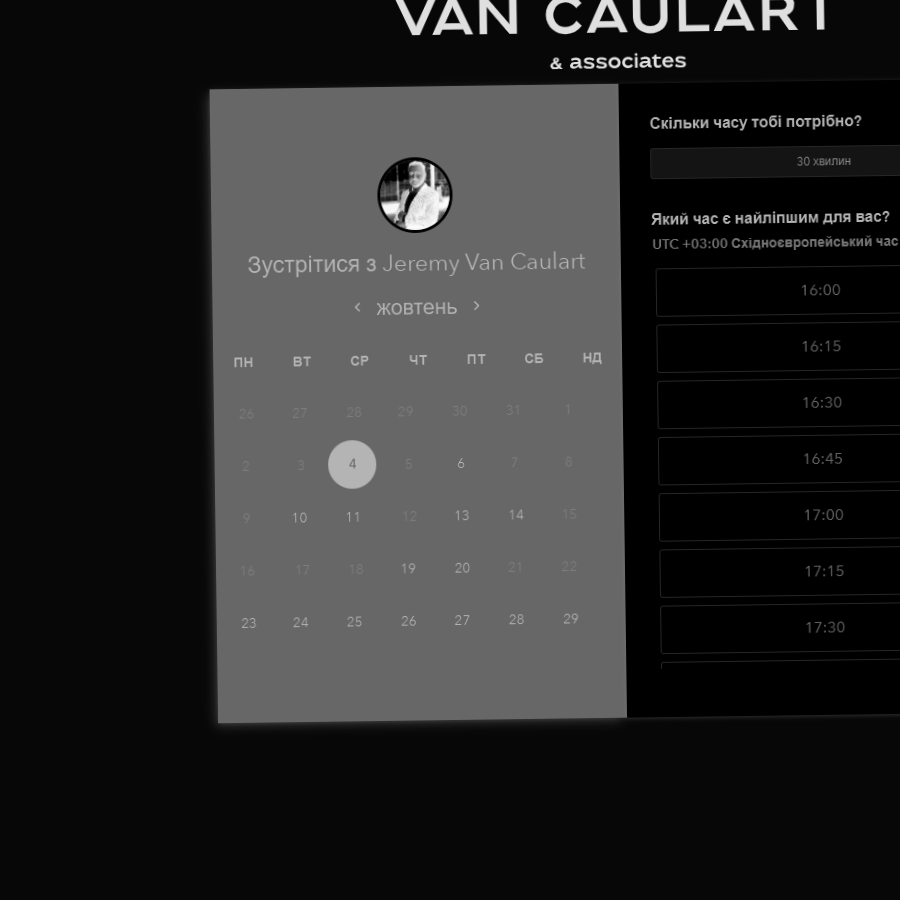 VAN CAULART
& associates
Зустрітися з Jeremy Van Caulart
жовтень
ПН ВТ СР ЧТ ПТ СБ НД
26 27 28 29 30 31 1
2 3 4 5 6 7 8
9 10 11 12 13 14 15
16 17 18 19 20 21 22
23 24 25 26 27 28 29
Скільки часу тобі потрібно?
30 хвилин
Який час є найліпшим для вас?
UTC +03:00 Східноєвропейський час
16:00
16:15
16:30
16:45
17:00
17:15
17:30